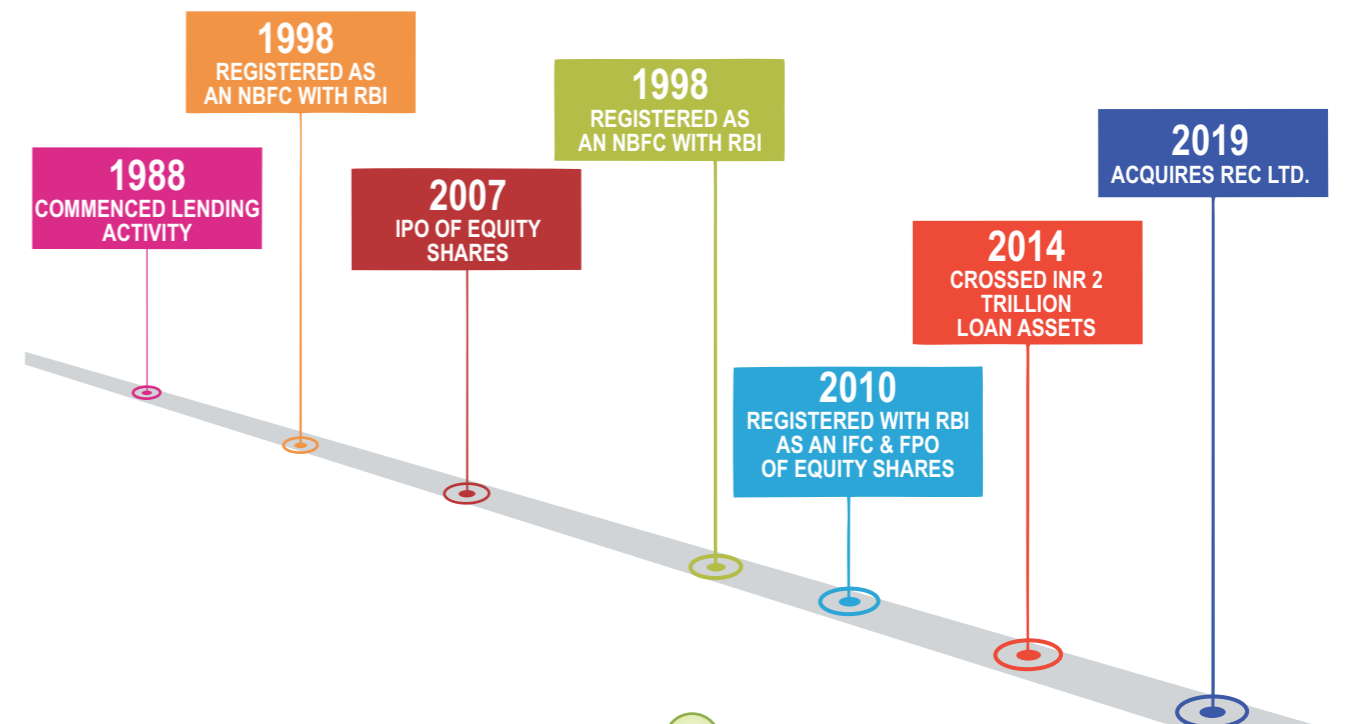 1988
COMMENCED LENDING
ACTIVITY
1998
REGISTERED AS
AN NBFC WITH RBI
2007
IPO OF EQUITY
SHARES
1998
REGISTERED AS
AN NBFC WITH RBI
2010
REGISTERED WITH RBI
AS AN IFC & FPO
OF EQUITY SHARES
2014
CROSSED INR 2
TRILLION
LOAN ASSETS
2019
ACQUIRES REC LTD.